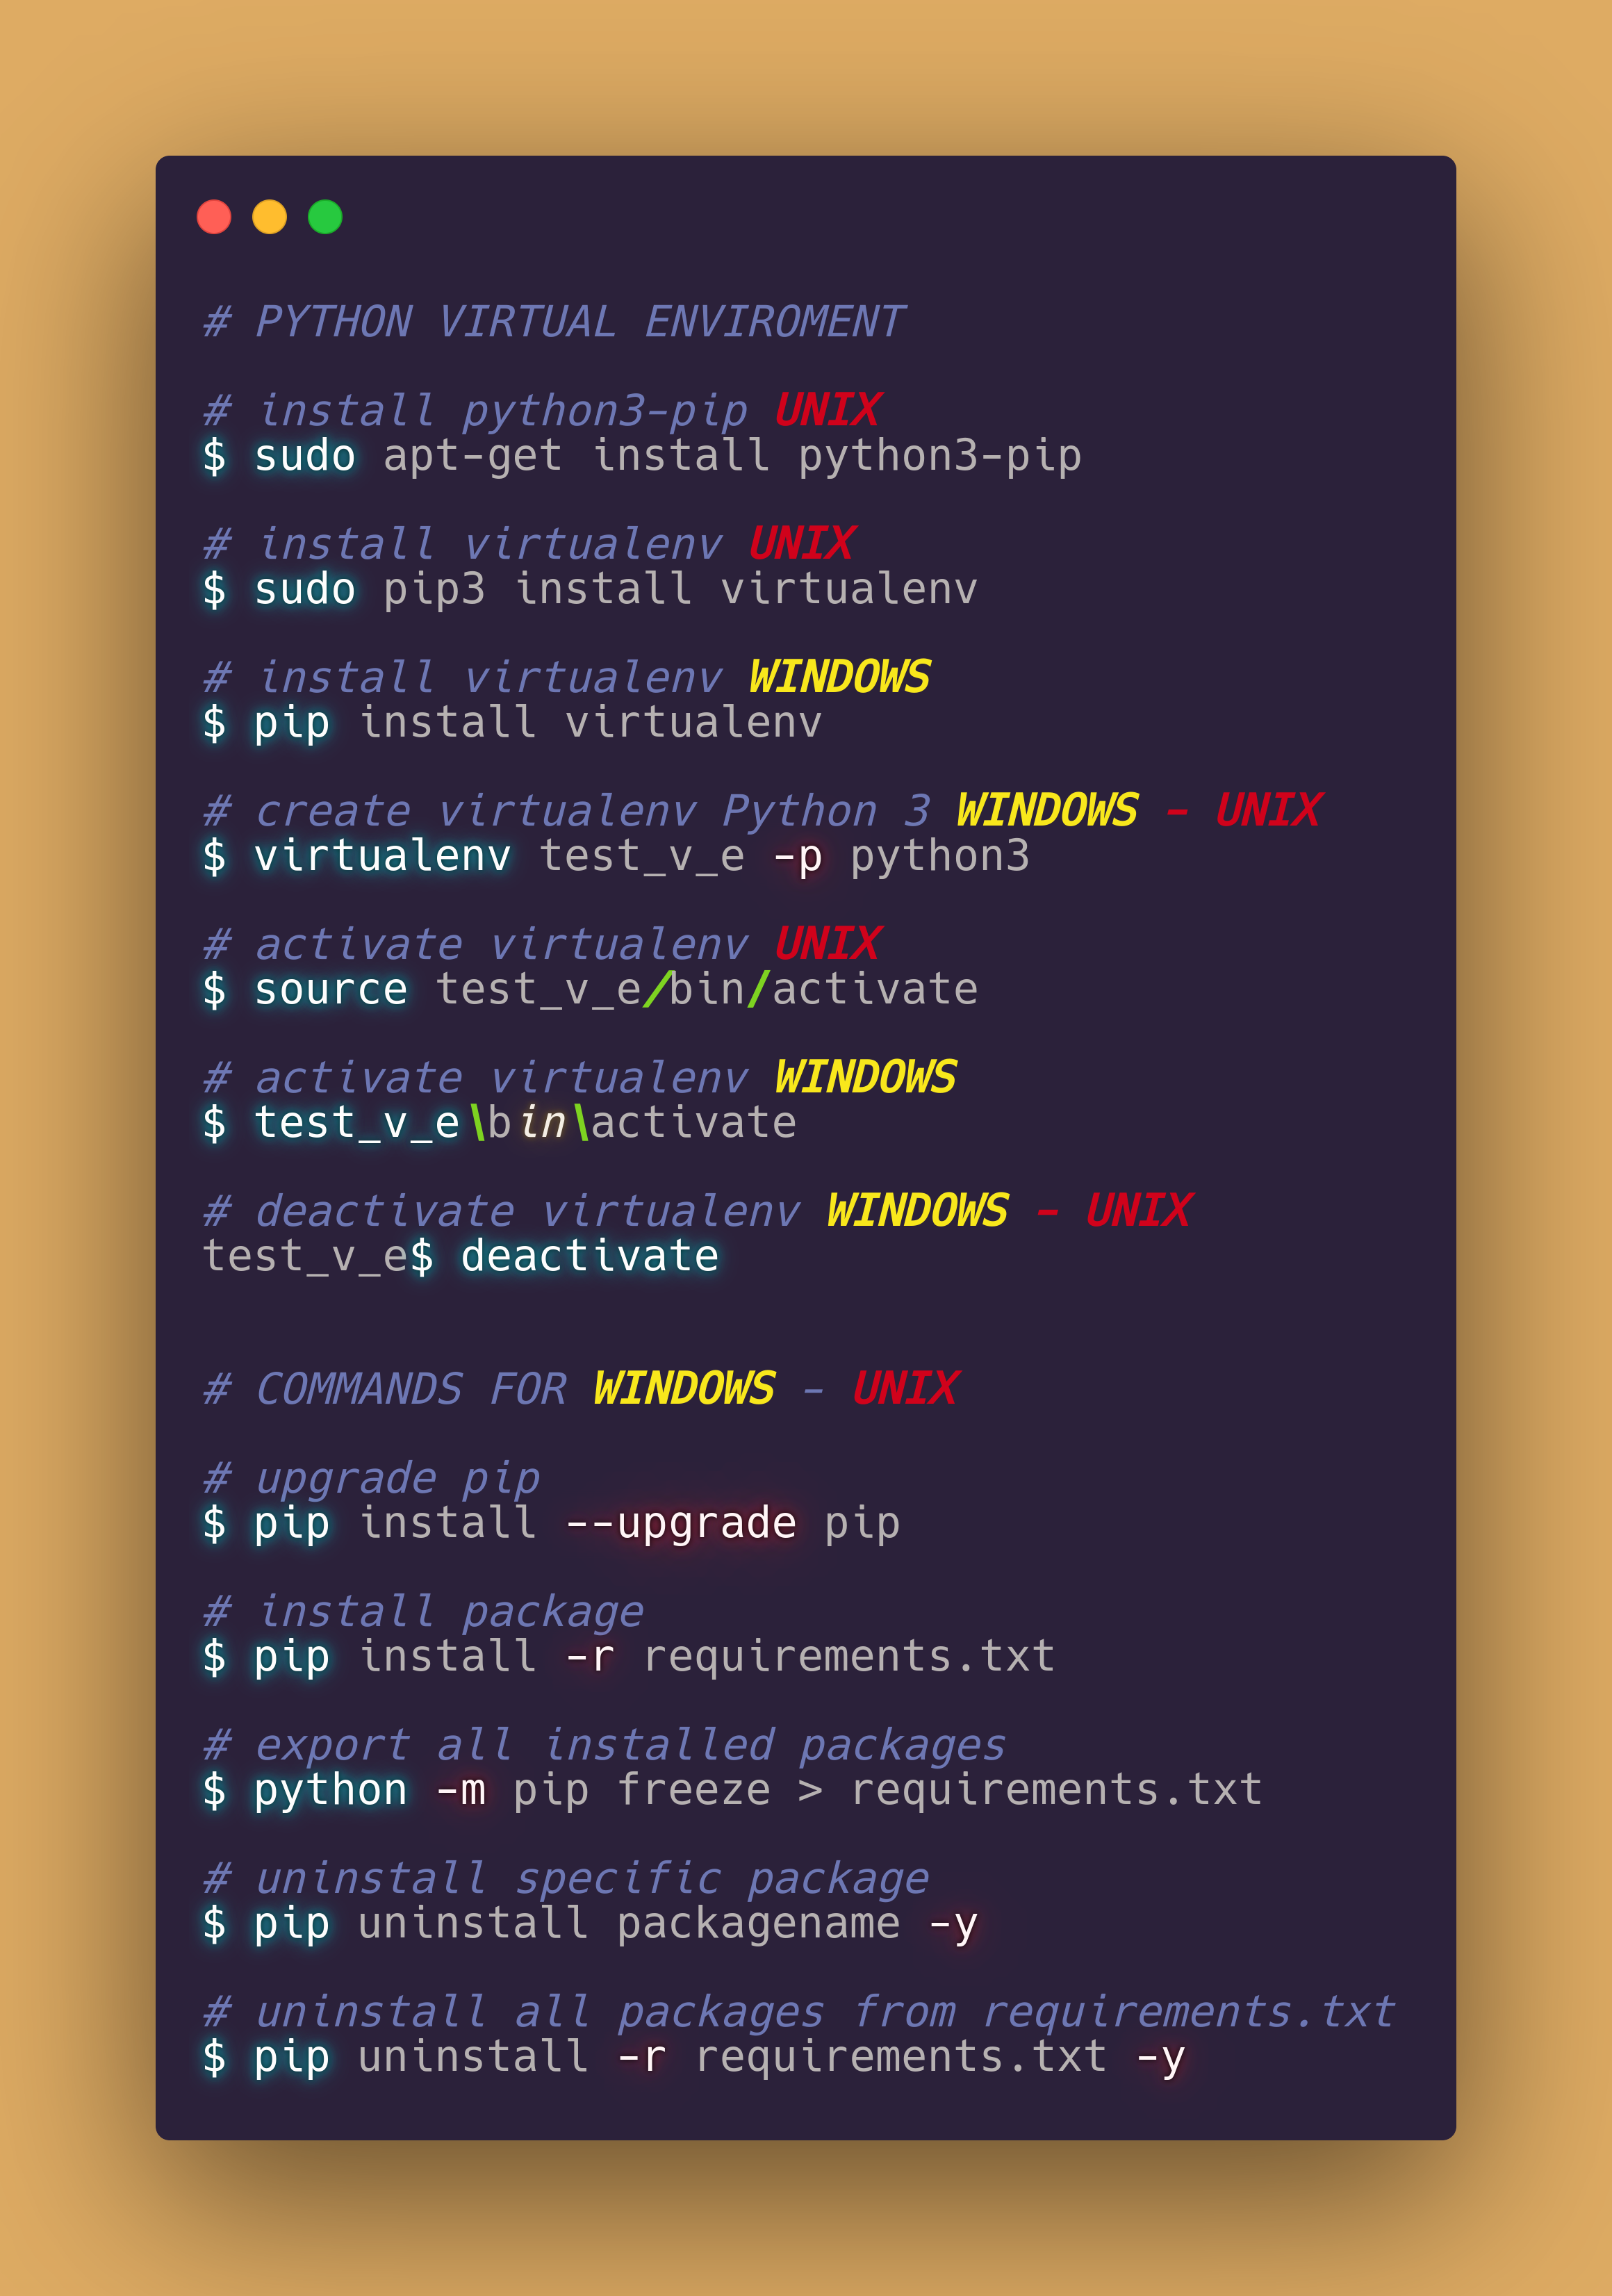 # PYTHON VIRTUAL ENVIROMENT
# install python3-pip UNIX
$ sudo apt-get install python3-pip
# install virtualenv UNIX
$ sudo pip3 install virtualenv
# install virtualenv WINDOWS
$ pip install virtualenv
# create virtualenv Python 3 WINDOWS - UNIX
$ virtualenv test_v_e -p python3
# activate virtualenv UNIX
$ source test_v_e/bin/activate
# activate virtualenv WINDOWS
$ test_v_e\bin\activate
# deactivate virtualenv WINDOWS - UNIX
test_v_e$ deactivate
# COMMANDS FOR WINDOWS - UNIX
# upgrade pip
$ pip install --upgrade pip
# install package
$ pip install -r requirements.txt
# export all installed packages
$ python -m pip freeze > requirements.txt
# uninstall specific package
$ pip uninstall packagename -y
# uninstall all packages from requirements.txt
$ pip uninstall -r requirements.txt -y